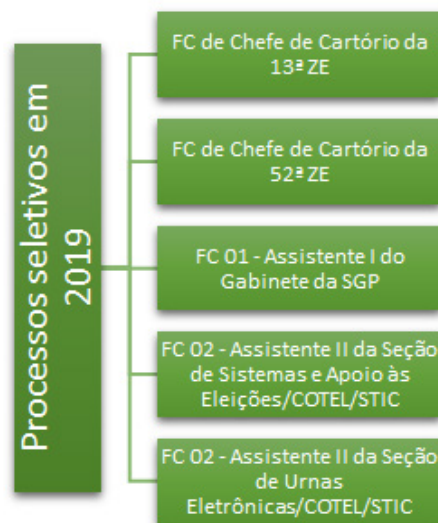 Processos seletivos em
2019
FC de Chefe de Cartório da
13ª ZE
FC de Chefe de Cartório da
52ª ZE
FC 01 - Assistente I do
Gabinete da SGP
FC 02 - Assistente II da Seção
de Sistemas e Apoio às
Eleições/COTEL/STIC
FC 02 - Assistente II da Seção
de Urnas
Eletrônicas/COTEL/STIC